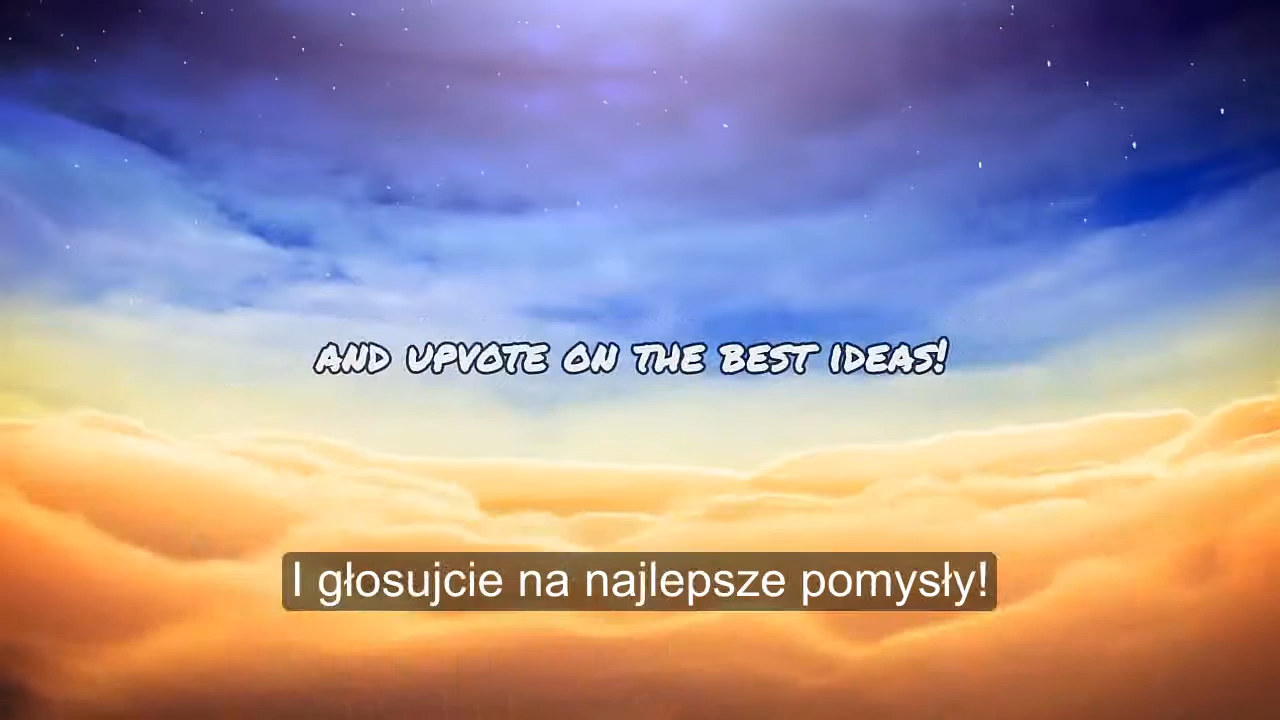 AND UPVOTE ON THE BEST IDEAS!
I głosujcie na najlepsze pomysły!